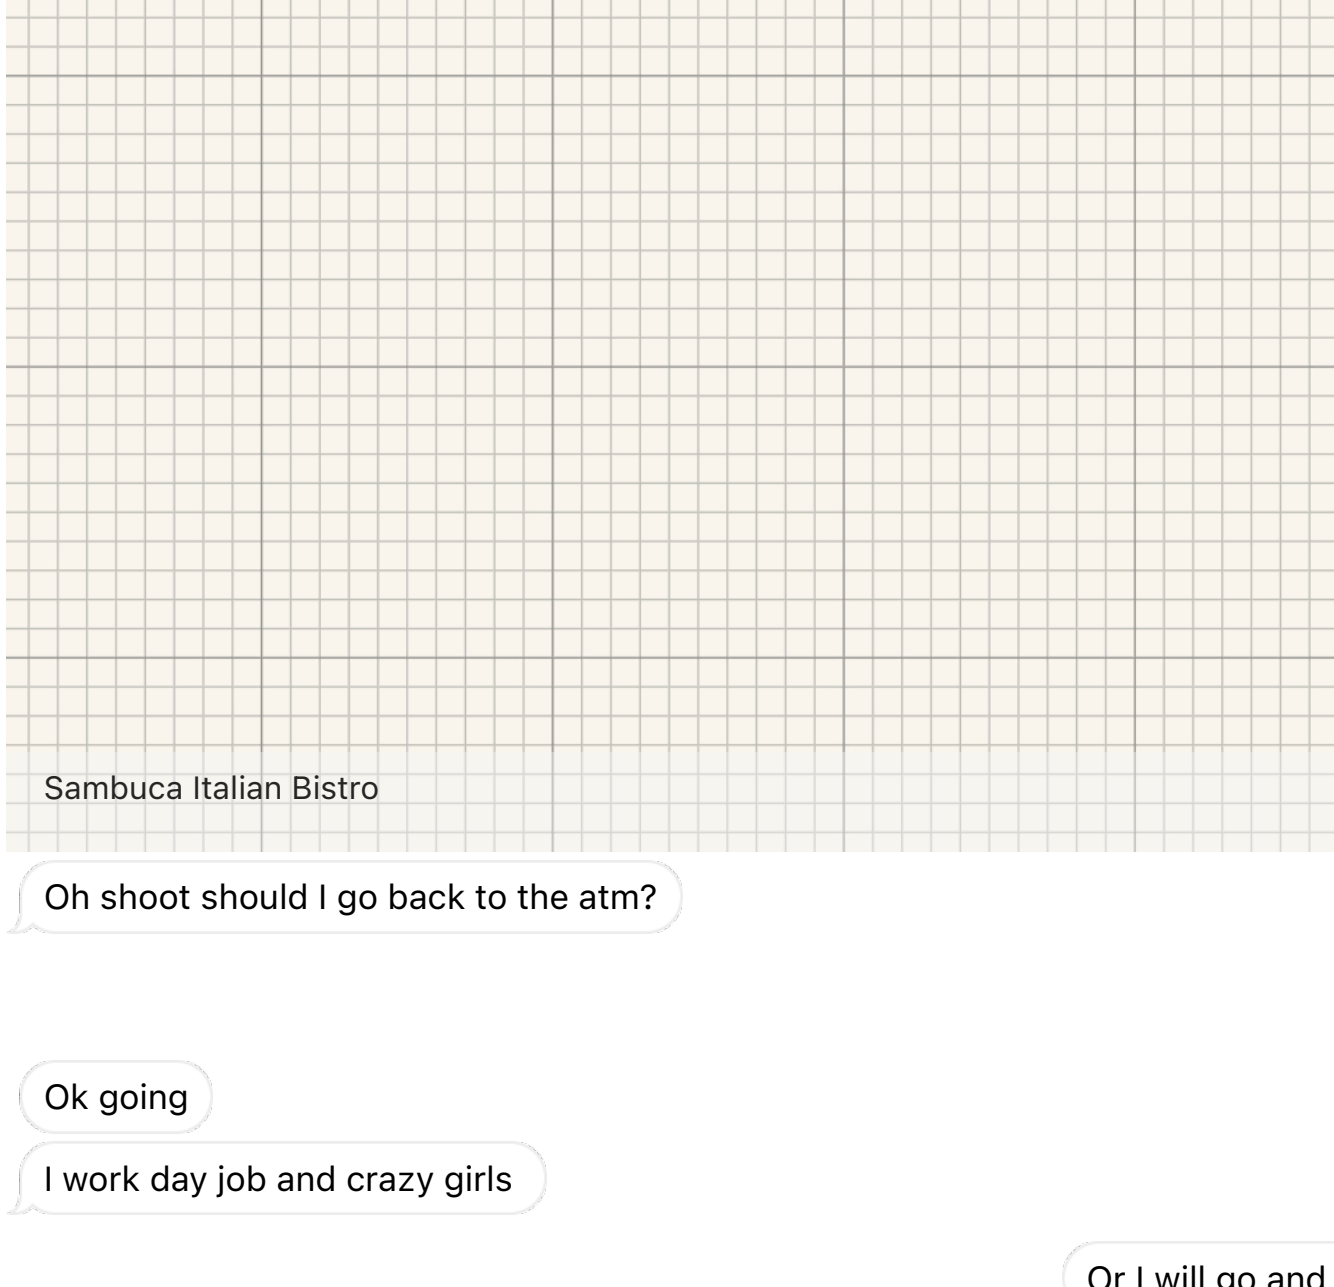 Sambuca Italian Bistro
Oh shoot should I go back to the atm?
Ok going
I work day job and crazy girls
Or I will go and